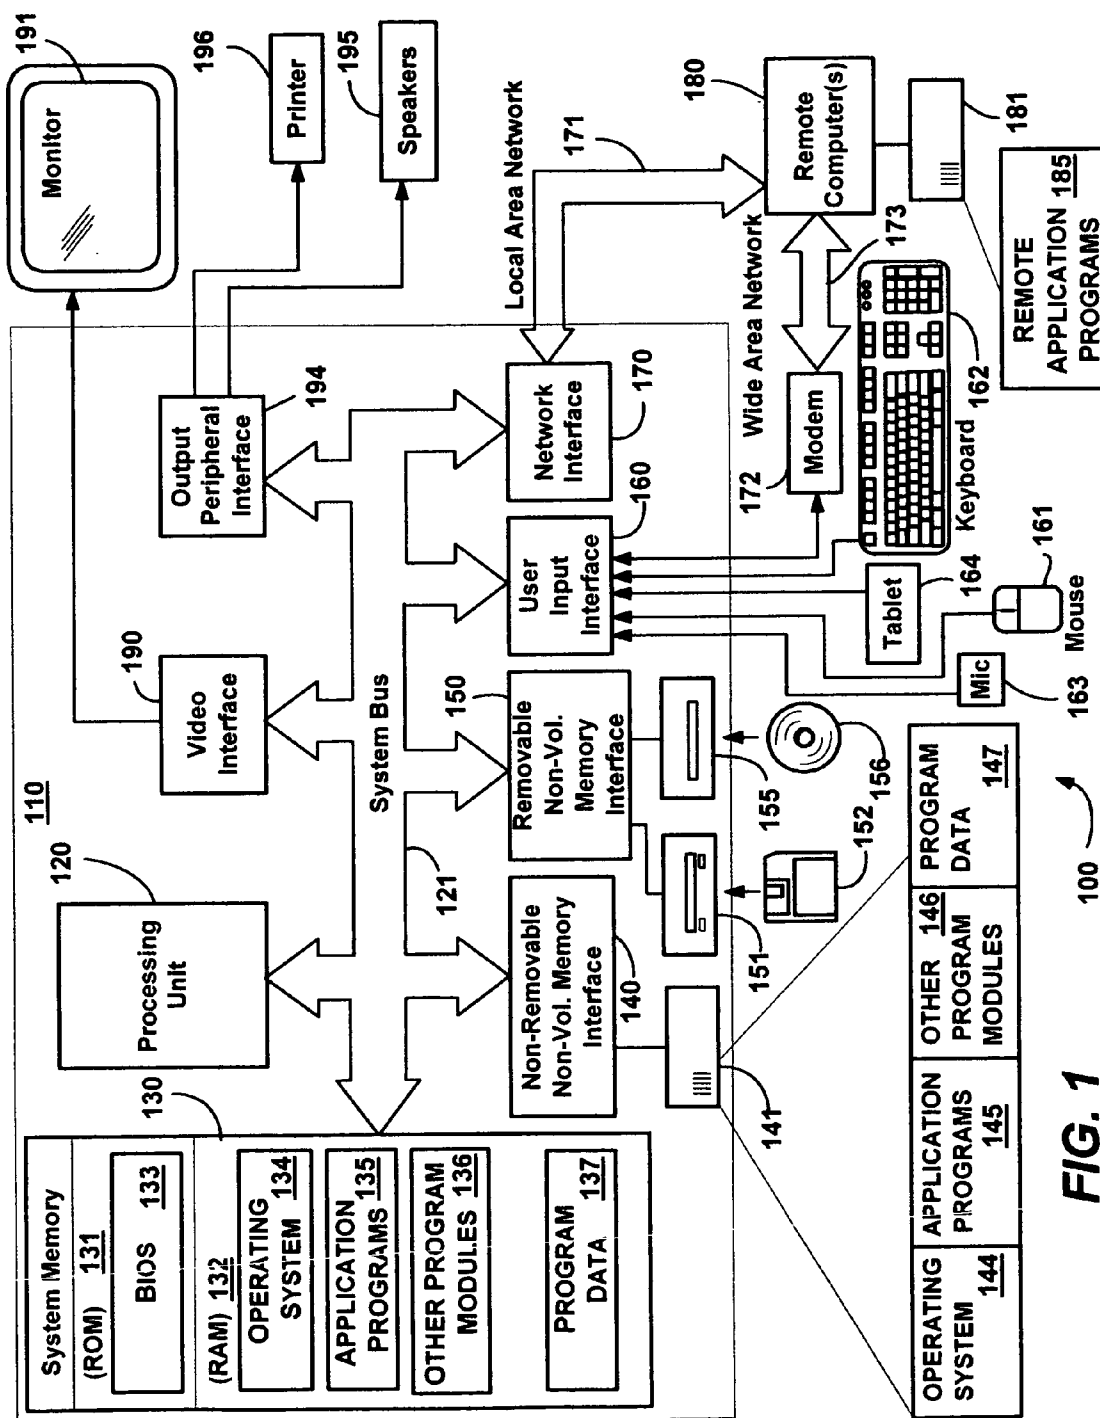 110
System Memory
(ROM) 131
BIOS 133
(RAM) 132
OPERATING
SYSTEM 134
APPLICATION
PROGRAMS 135
OTHER PROGRAM
MODULES 136
PROGRAM
DATA 137
130
120
Processing
Unit
190
Video
Interface
Output
Peripheral
Interface
194
Monitor
191
196
Printer
195
Speakers
System Bus
121
Non-Removable
Non-Vol. Memory
Interface
140
Removable
Non-Vol.
Memory
Interface
150
User
Input
Interface
160
Network
Interface
170
Local Area Network
171
141
151
152
155
156
Wide Area Network
172
Modem
173
Remote
Computer(s)
180
181
REMOTE
APPLICATION 185
PROGRAMS
Keyboard
162
Tablet
164
Mouse
161
Mic
163
OPERATING
SYSTEM 144
APPLICATION
PROGRAMS
145
OTHER 146
PROGRAM
MODULES
PROGRAM
DATA 147
100
FIG. 1